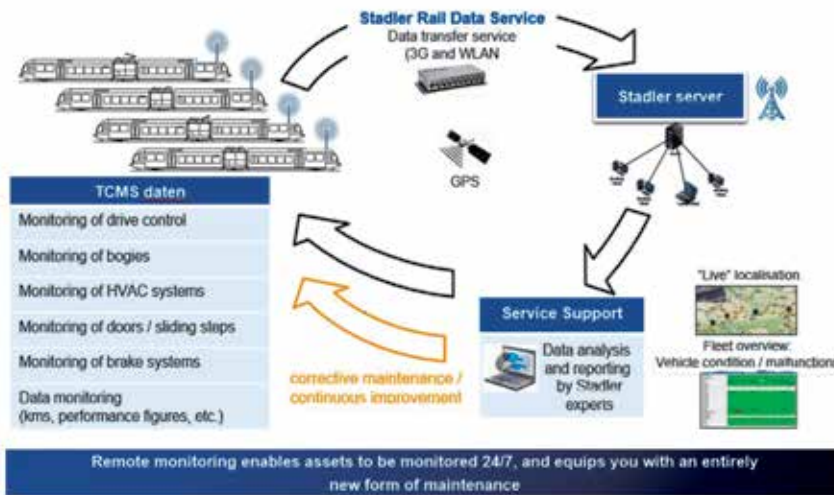 Stadler Rail Data Service
Data transfer service
(3G and WLAN
GPS
Stadler server
TCMS daten
Monitoring of drive control
Monitoring of bogies
Monitoring of HVAC systems
Monitoring of doors / sliding steps
Monitoring of brake systems
Data monitoring
(kms, performance figures, etc.)
corrective maintenance /
continuous improvement
Service Support
Data analysis
and reporting
by Stadler
experts
"Live" localisation
Fleet overview:
Vehicle condition / malfunction
Remote monitoring enables assets to be monitored 24/7, and equips you with an entirely
new form of maintenance